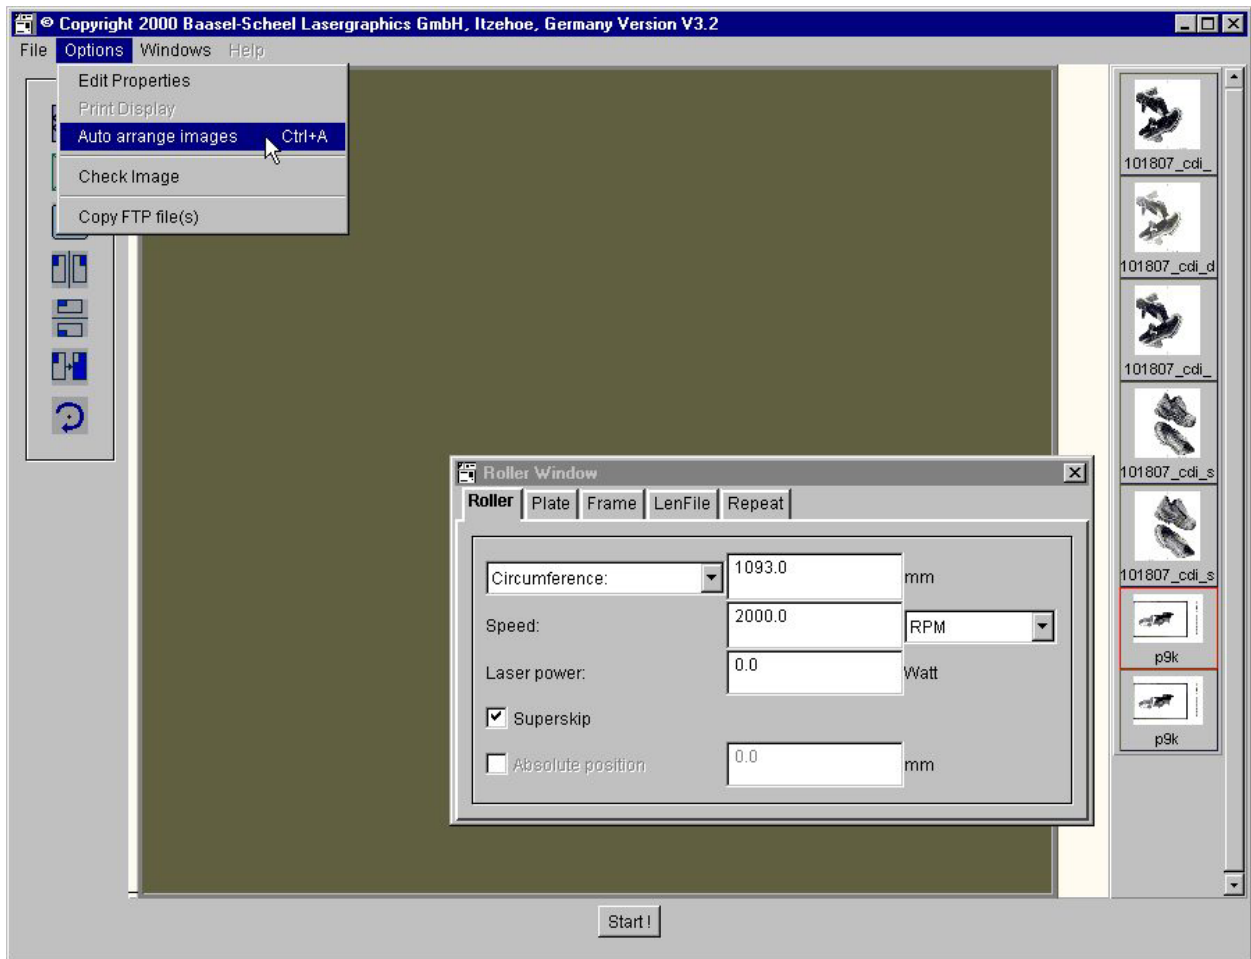 © Copyright 2000 Baasel-Scheel Lasergraphics GmbH, Itzehoe, Germany Version V3.2
File Options Windows Help
Edit Properties
Print Display
Auto arrange images Ctrl+A
Check Image
Copy FTP file(s)
101807_cdi_
101807_cdi_d
101807_cdi_
101807_cdi_s
101807_cdi_s
p9k
p9k
Roller Window
Roller Plate Frame LenFile Repeat
Circumference: 1093.0 mm
Speed: 2000.0 RPM
Laser power: 0.0 Watt
Superskip
Absolute position 0.0 mm
Start !